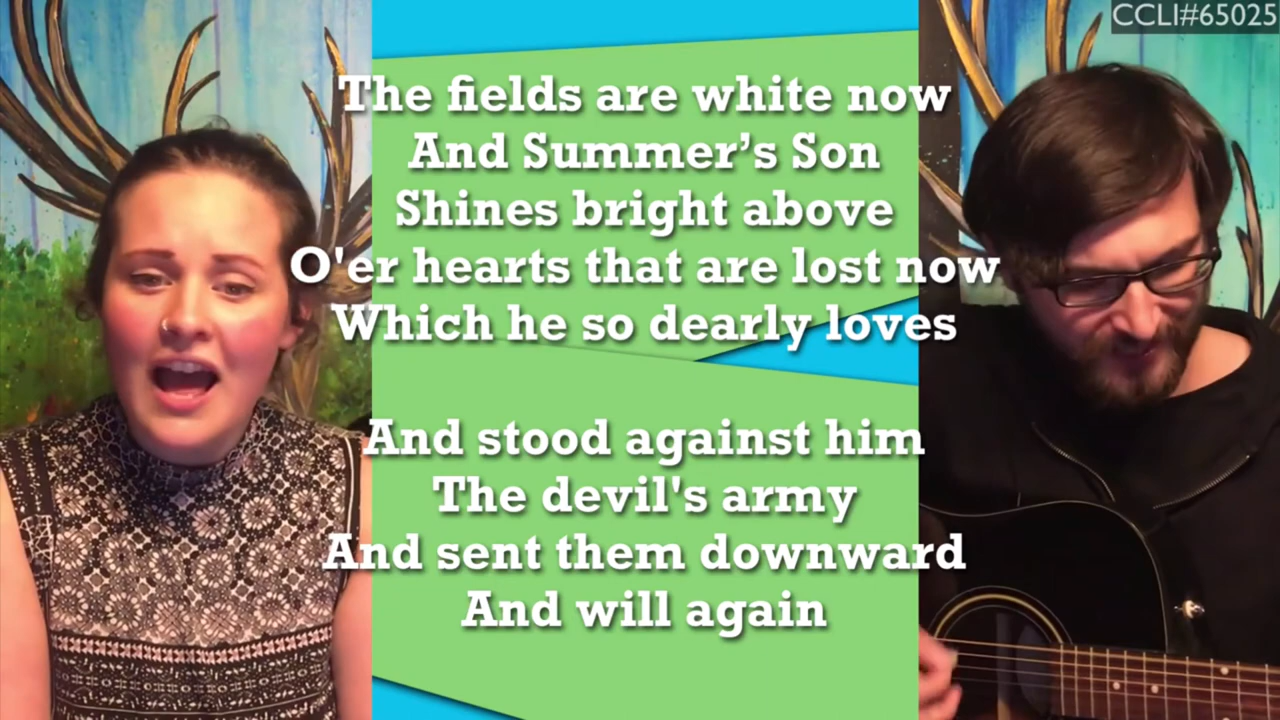 CCLI#65025
The fields are white now
And Summer’s Son
Shines bright above
O'er hearts that are lost now
Which he so dearly loves
And stood against him
The devil's army
And sent them downward
And will again